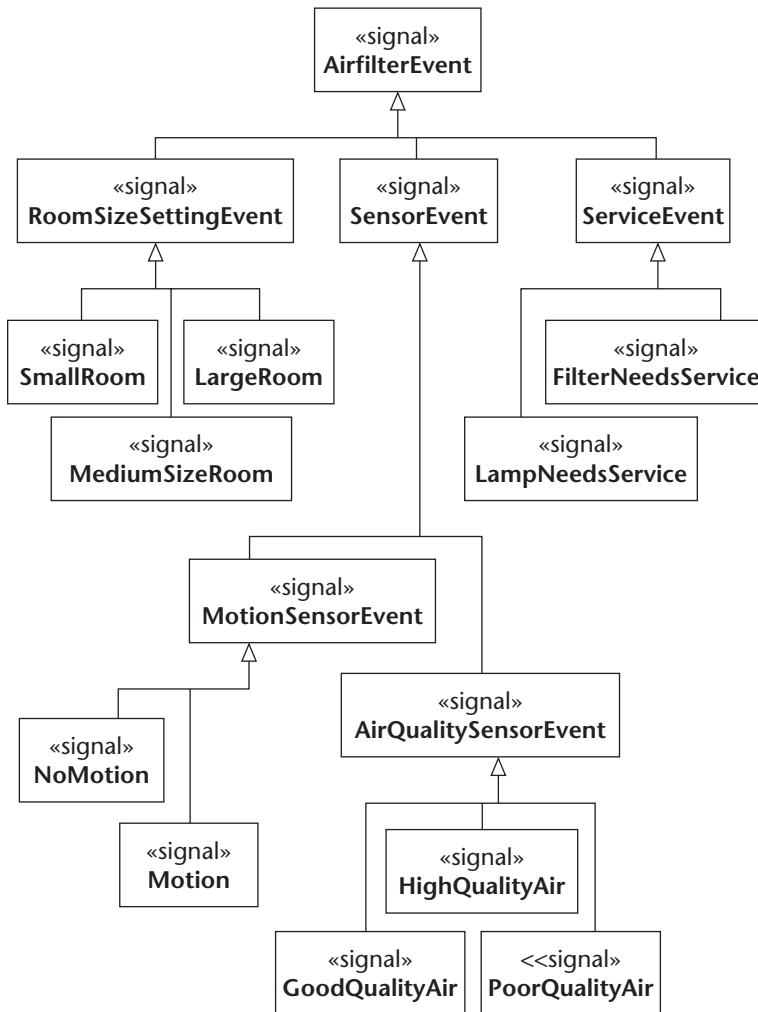 «signal»
AirfilterEvent
«signal»
RoomSizeSettingEvent
«signal»
SensorEvent
«signal»
ServiceEvent
«signal»
SmallRoom
«signal»
LargeRoom
«signal»
FilterNeedsService
«signal»
MediumSizeRoom
«signal»
LampNeedsService
«signal»
MotionSensorEvent
«signal»
AirQualitySensorEvent
«signal»
NoMotion
«signal»
Motion
«signal»
HighQualityAir
«signal»
GoodQualityAir
<<signal»
PoorQualityAir